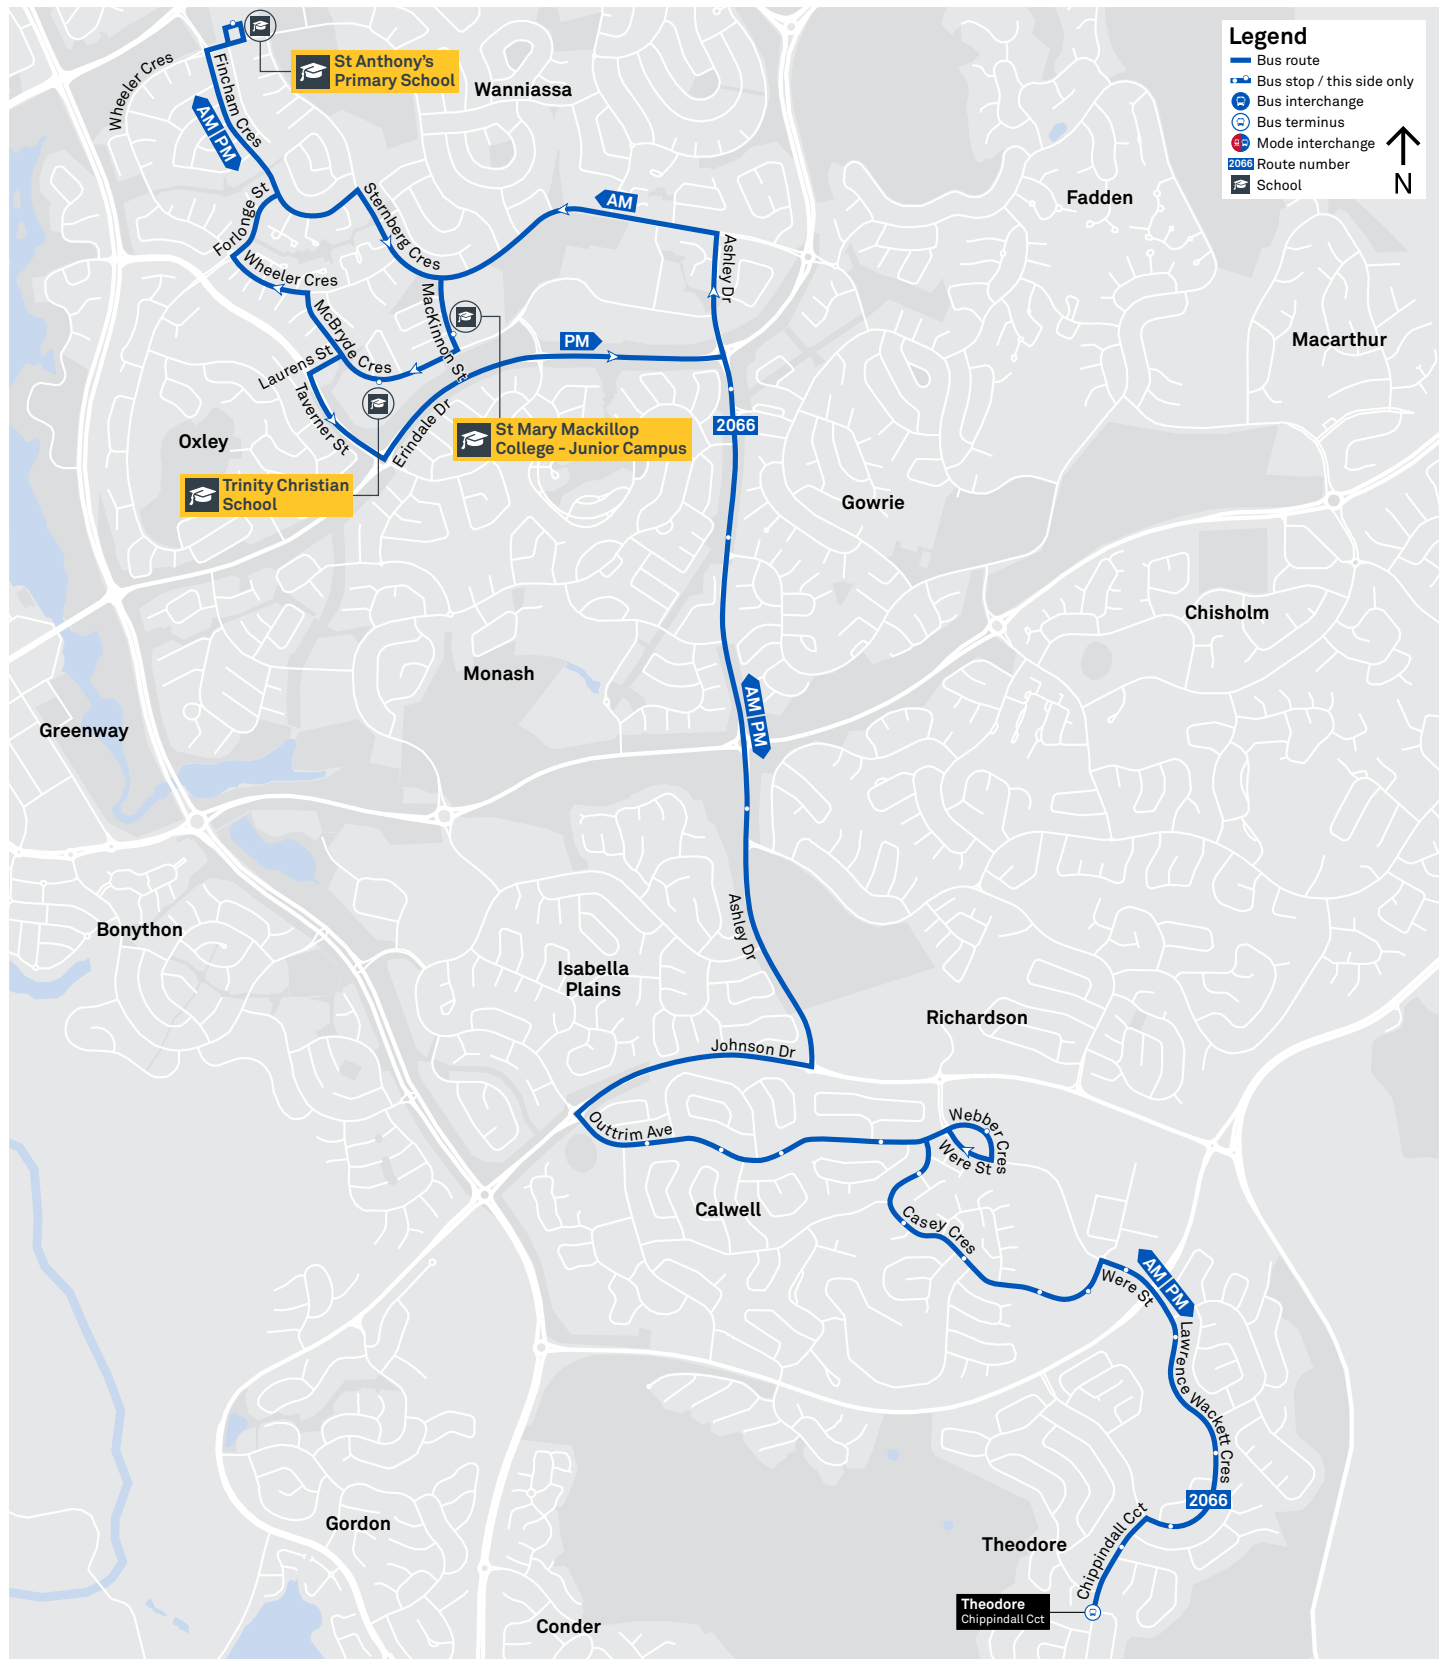 Legend
Bus route
Bus stop / this side only
Bus interchange
Bus terminus
Mode interchange
2066 Route number
School
N
St Anthony's
Primary School
Wanniassa
Wheeler Cres
Fincham Cres
AM | PM
Fadden
Sternberg Cres
AM
Forlonge St
Ashley Dr
Wheeler Cres
MacKinnon St
McBryde Cres
PM
Macarthur
Laurens St
Taverner St
Erindale Dr
2066
St Mary Mackillop
College - Junior Campus
Oxley
Trinity Christian
School
Gowrie
Chisholm
Monash
AM | PM
Greenway
Ashley Dr
Bonython
Isabella
Plains
Richardson
Johnson Dr
Outtrim Ave
Webber Cres
Were St
Calwell
Casey Cres
AM | PM
Were St
Lawrence Wackett Cres
2066
Gordon
Chippindall Cct
Theodore
Theodore
Chippindall Cct
Conder